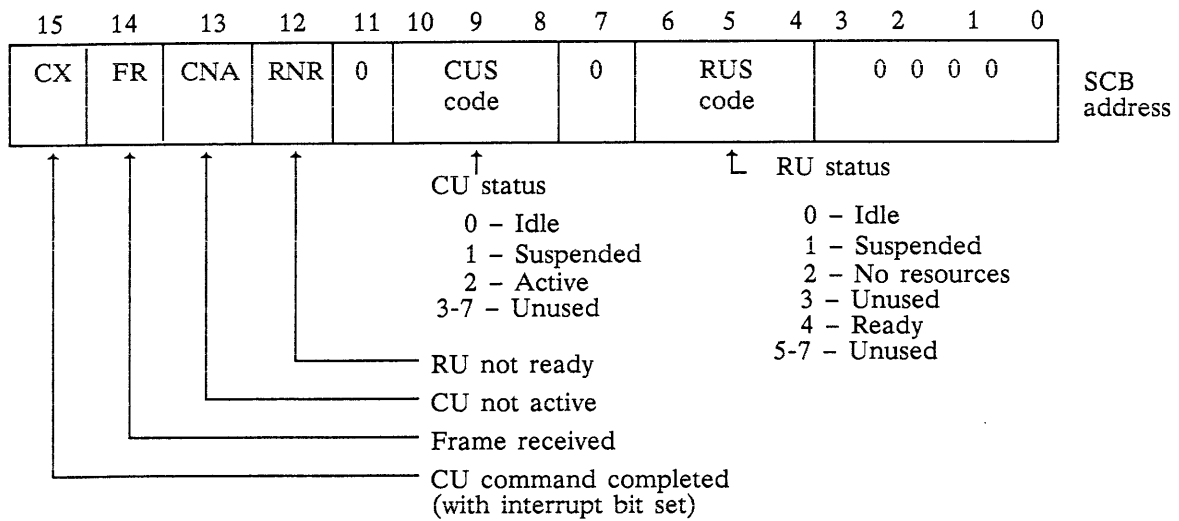 15 14 13 12 11 10 9 8 7 6 5 4 3 2 1 0
CX FR CNA RNR 0 CUS code 0 RUS code 0 0 0 0
SCB address
CU status
0 – Idle
1 – Suspended
2 – Active
3-7 – Unused
RU status
0 – Idle
1 – Suspended
2 – No resources
3 – Unused
4 – Ready
5-7 – Unused
RU not ready
CU not active
Frame received
CU command completed
(with interrupt bit set)